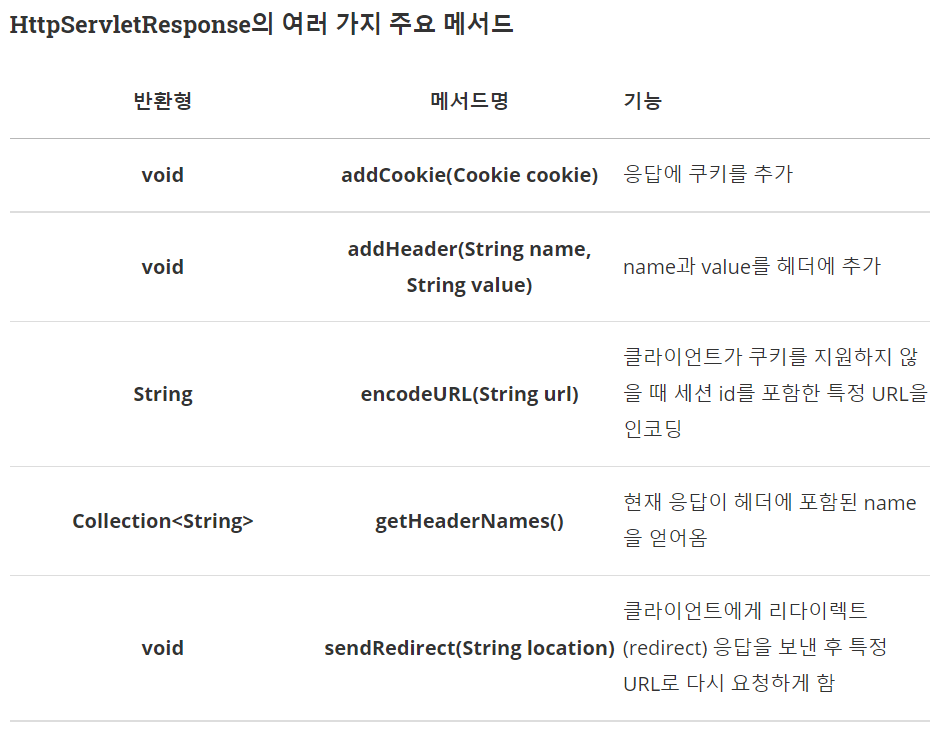 HttpServletResponse의 여러 가지 주요 메서드
반환형 메서드명 기능
void addCookie(Cookie cookie) 응답에 쿠키를 추가
void addHeader(String name, String value) name과 value를 헤더에 추가
String encodeURL(String url) 클라이언트가 쿠키를 지원하지 않
을 때 세션 id를 포함한 특정 URL을
인코딩
Collection<String> getHeaderNames() 현재 응답이 헤더에 포함된 name
을 얻어옴
void sendRedirect(String location) 클라이언트에게 리다이렉트
(redirect) 응답을 보낸 후 특정
URL로 다시 요청하게 함